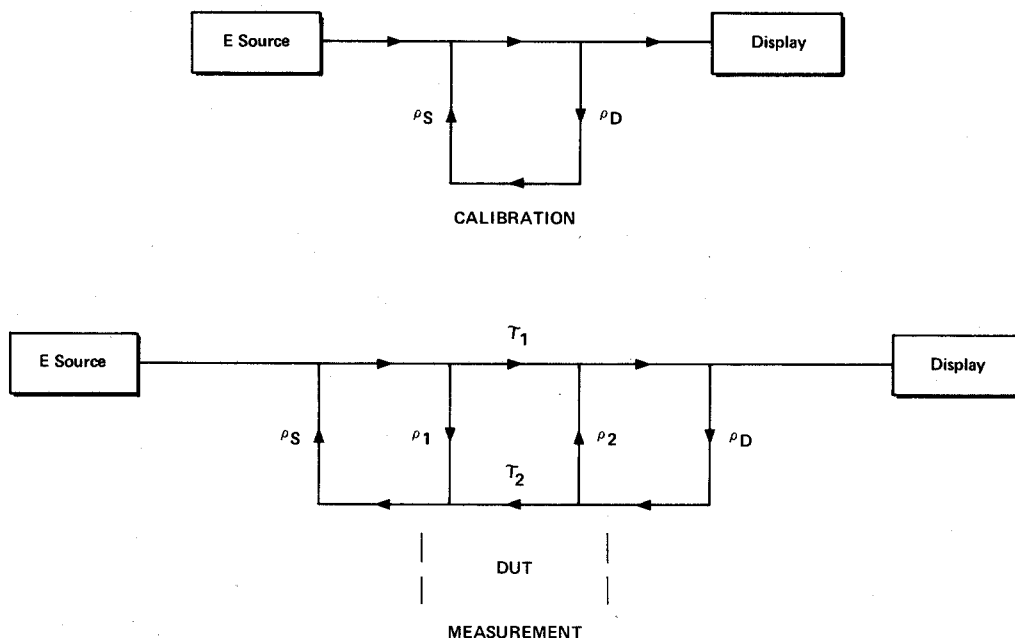 E Source
Display
ρS
ρD
CALIBRATION
E Source
τ1
Display
ρS
ρ1
ρ2
ρD
τ2
DUT
MEASUREMENT